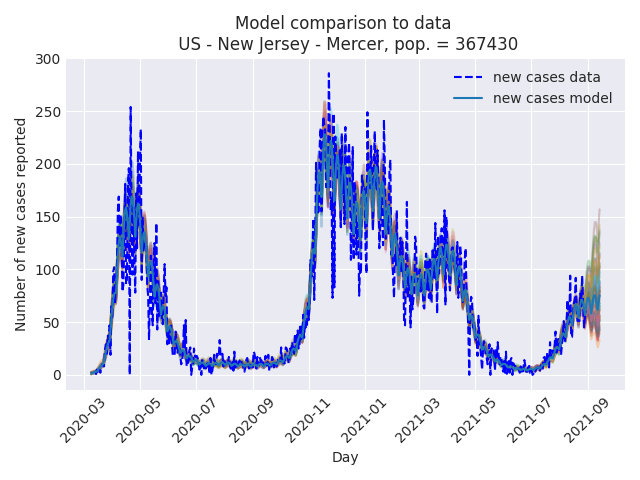 Model comparison to data
US - New Jersey - Mercer, pop. = 367430
Number of new cases reported
300
250
200
150
100
50
0
new cases data
new cases model
2020-03
2020-05
2020-07
2020-09
2020-11
2021-01
2021-03
2021-05
2021-07
2021-09
Day